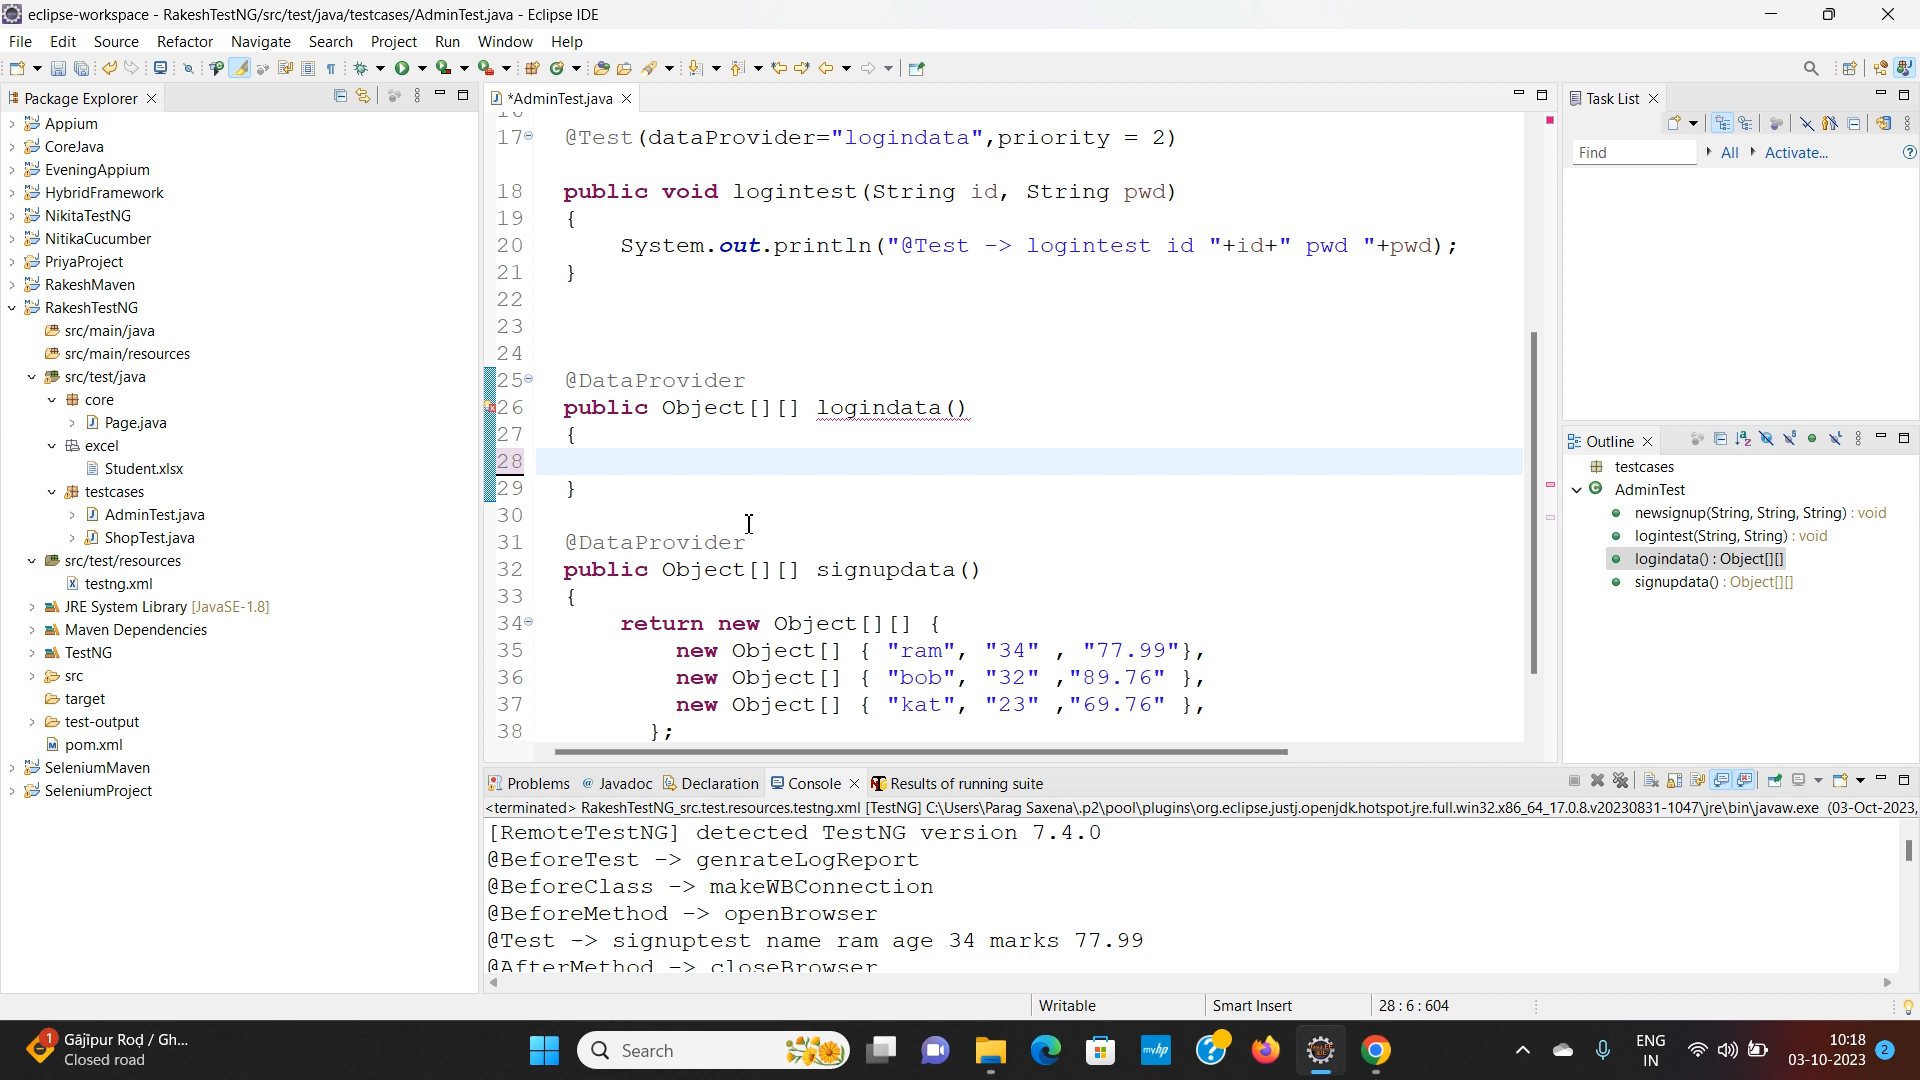 eclipse-workspace - RakeshTestNG/src/test/java/testcases/AdminTest.java - Eclipse IDE
File Edit Source Refactor Navigate Search Project Run Window Help
Package Explorer
Appium
CoreJava
EveningAppium
HybridFramework
NikitaTestNG
NitikaCucumber
PriyaProject
RakeshMaven
RakeshTestNG
src/main/java
src/main/resources
src/test/java
core
Page.java
excel
Student.xlsx
testcases
AdminTest.java
ShopTest.java
src/test/resources
testng.xml
JRE System Library [JavaSE-1.8]
Maven Dependencies
TestNG
src
target
test-output
pom.xml
SeleniumMaven
SeleniumProject
*AdminTest.java
16
17 @Test(dataProvider="logindata",priority = 2)
18 public void logintest(String id, String pwd)
19 {
20 System.out.println("@Test -> logintest id "+id+" pwd "+pwd);
21 }
22
23
24
25 @DataProvider
26 public Object[][] logindata()
27 {
28
29 }
30
31 @DataProvider
32 public Object[][] signupdata()
33 {
34 return new Object[][] {
35 new Object[] { "ram", "34" , "77.99"},
36 new Object[] { "bob", "32" ,"89.76" },
37 new Object[] { "kat", "23" ,"69.76" },
38 };
Task List
Find All Activate...
Outline
testcases
AdminTest
newsignup(String, String, String) : void
logintest(String, String) : void
logindata() : Object[][]
signupdata() : Object[][]
Problems Javadoc Declaration Console Results of running suite
<terminated> RakeshTestNG_src.test.resources.testng.xml [TestNG] C:\Users\Parag Saxena\.p2\pool\plugins\org.eclipse.justj.openjdk.hotspot.jre.full.win32.x86_64_17.0.8.v20230831-1047\jre\bin\javaw.exe (03-Oct-2023,
[RemoteTestNG] detected TestNG version 7.4.0
@BeforeTest -> genrateLogReport
@BeforeClass -> makeWBConnection
@BeforeMethod -> openBrowser
@Test -> signuptest name ram age 34 marks 77.99
@AfterMethod -> closeBrowser
Writable Smart Insert 28 : 6 : 604
1
Gājīpur Roḍ / Gh...
Closed road
Search
myhp
ENG
IN
10:18
03-10-2023
2